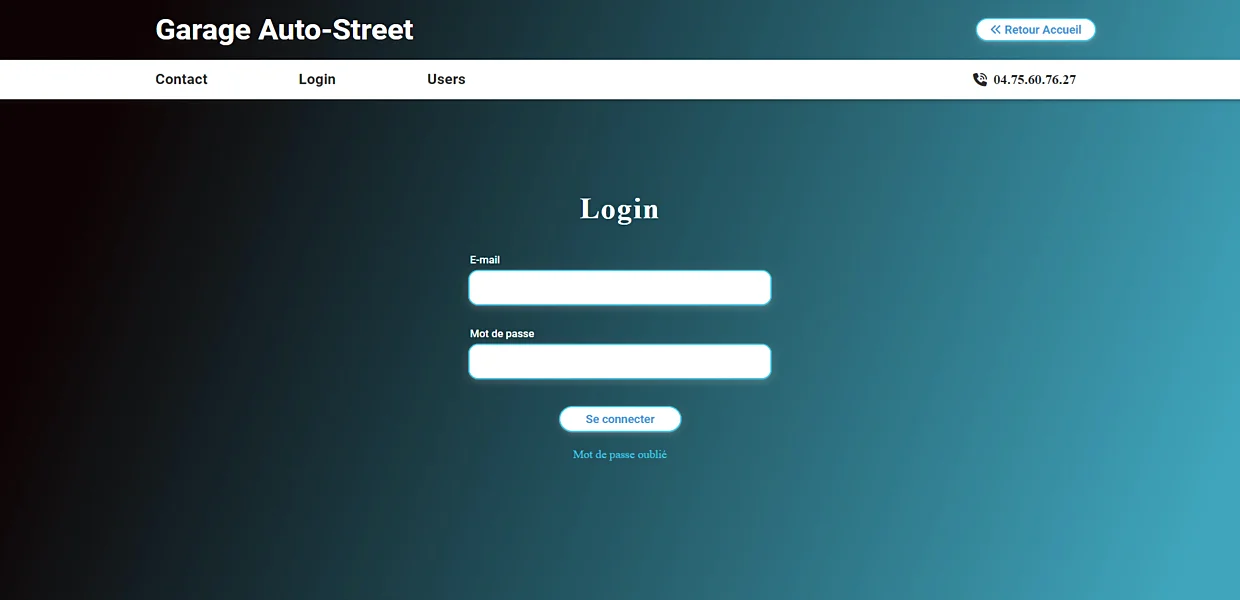 Garage Auto-Street
Retour Accueil
Contact Login Users 04.75.60.76.27
Login
E-mail
Mot de passe
Se connecter
Mot de passe oublié